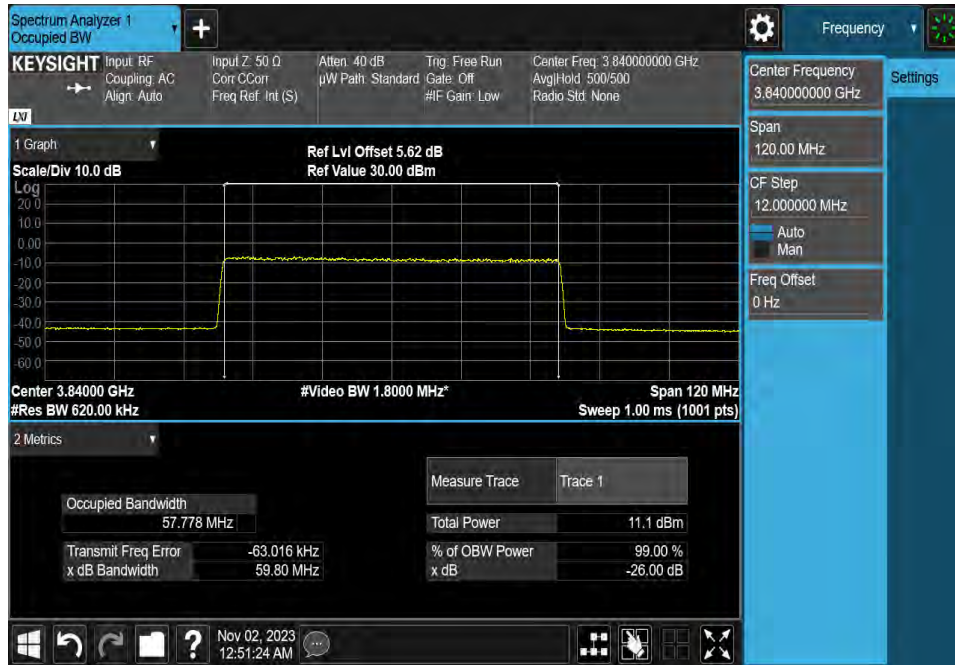 Spectrum Analyzer 1
Occupied BW
Frequency
KEYSIGHT
Input: RF
Coupling: AC
Align: Auto
Input Z: 50 Ω
Corr CCorr
Freq Ref: Int (S)
Atten: 40 dB
µW Path: Standard
Trig: Free Run
Gate: Off
#IF Gain: Low
Center Freq: 3.840000000 GHz
Avg|Hold: 500/500
Radio Std: None
LXI
Center Frequency
3.840000000 GHz
Settings
Span
120.00 MHz
CF Step
12.000000 MHz
Auto
Man
Freq Offset
0 Hz
1 Graph
Scale/Div 10.0 dB
Ref Lvl Offset 5.62 dB
Ref Value 30.00 dBm
Log
20.0
10.0
0.00
-10.0
-20.0
-30.0
-40.0
-50.0
-60.0
Center 3.84000 GHz
#Video BW 1.8000 MHz*
Span 120 MHz
#Res BW 620.00 kHz
Sweep 1.00 ms (1001 pts)
2 Metrics
Measure Trace
Trace 1
Occupied Bandwidth
57.778 MHz
Total Power
11.1 dBm
Transmit Freq Error
-63.016 kHz
% of OBW Power
99.00 %
x dB Bandwidth
59.80 MHz
x dB
-26.00 dB
?
Nov 02, 2023
12:51:24 AM